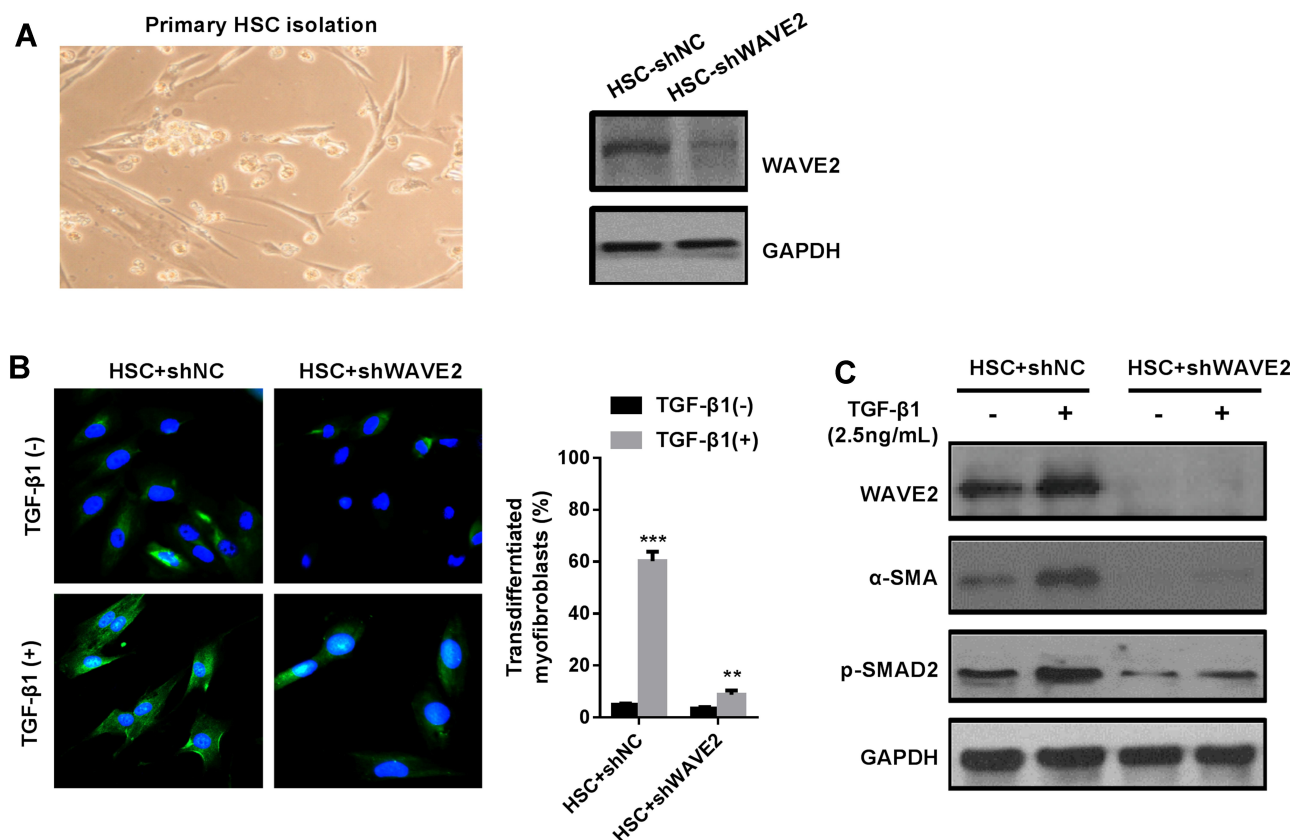 A
Primary HSC isolation
HSC-shNC
HSC-shWAVE2
WAVE2
GAPDH
B
HSC+shNC
HSC+shWAVE2
TGF-β1 (-)
TGF-β1 (+)
TGF-β1(-)
TGF-β1(+)
Transdifferntiated
myofibroblasts (%)
100
80
60
40
20
0
***
**
HSC+shNC
HSC+shWAVE2
C
HSC+shNC
HSC+shWAVE2
TGF-β1
(2.5ng/mL)
- + - +
WAVE2
α-SMA
p-SMAD2
GAPDH